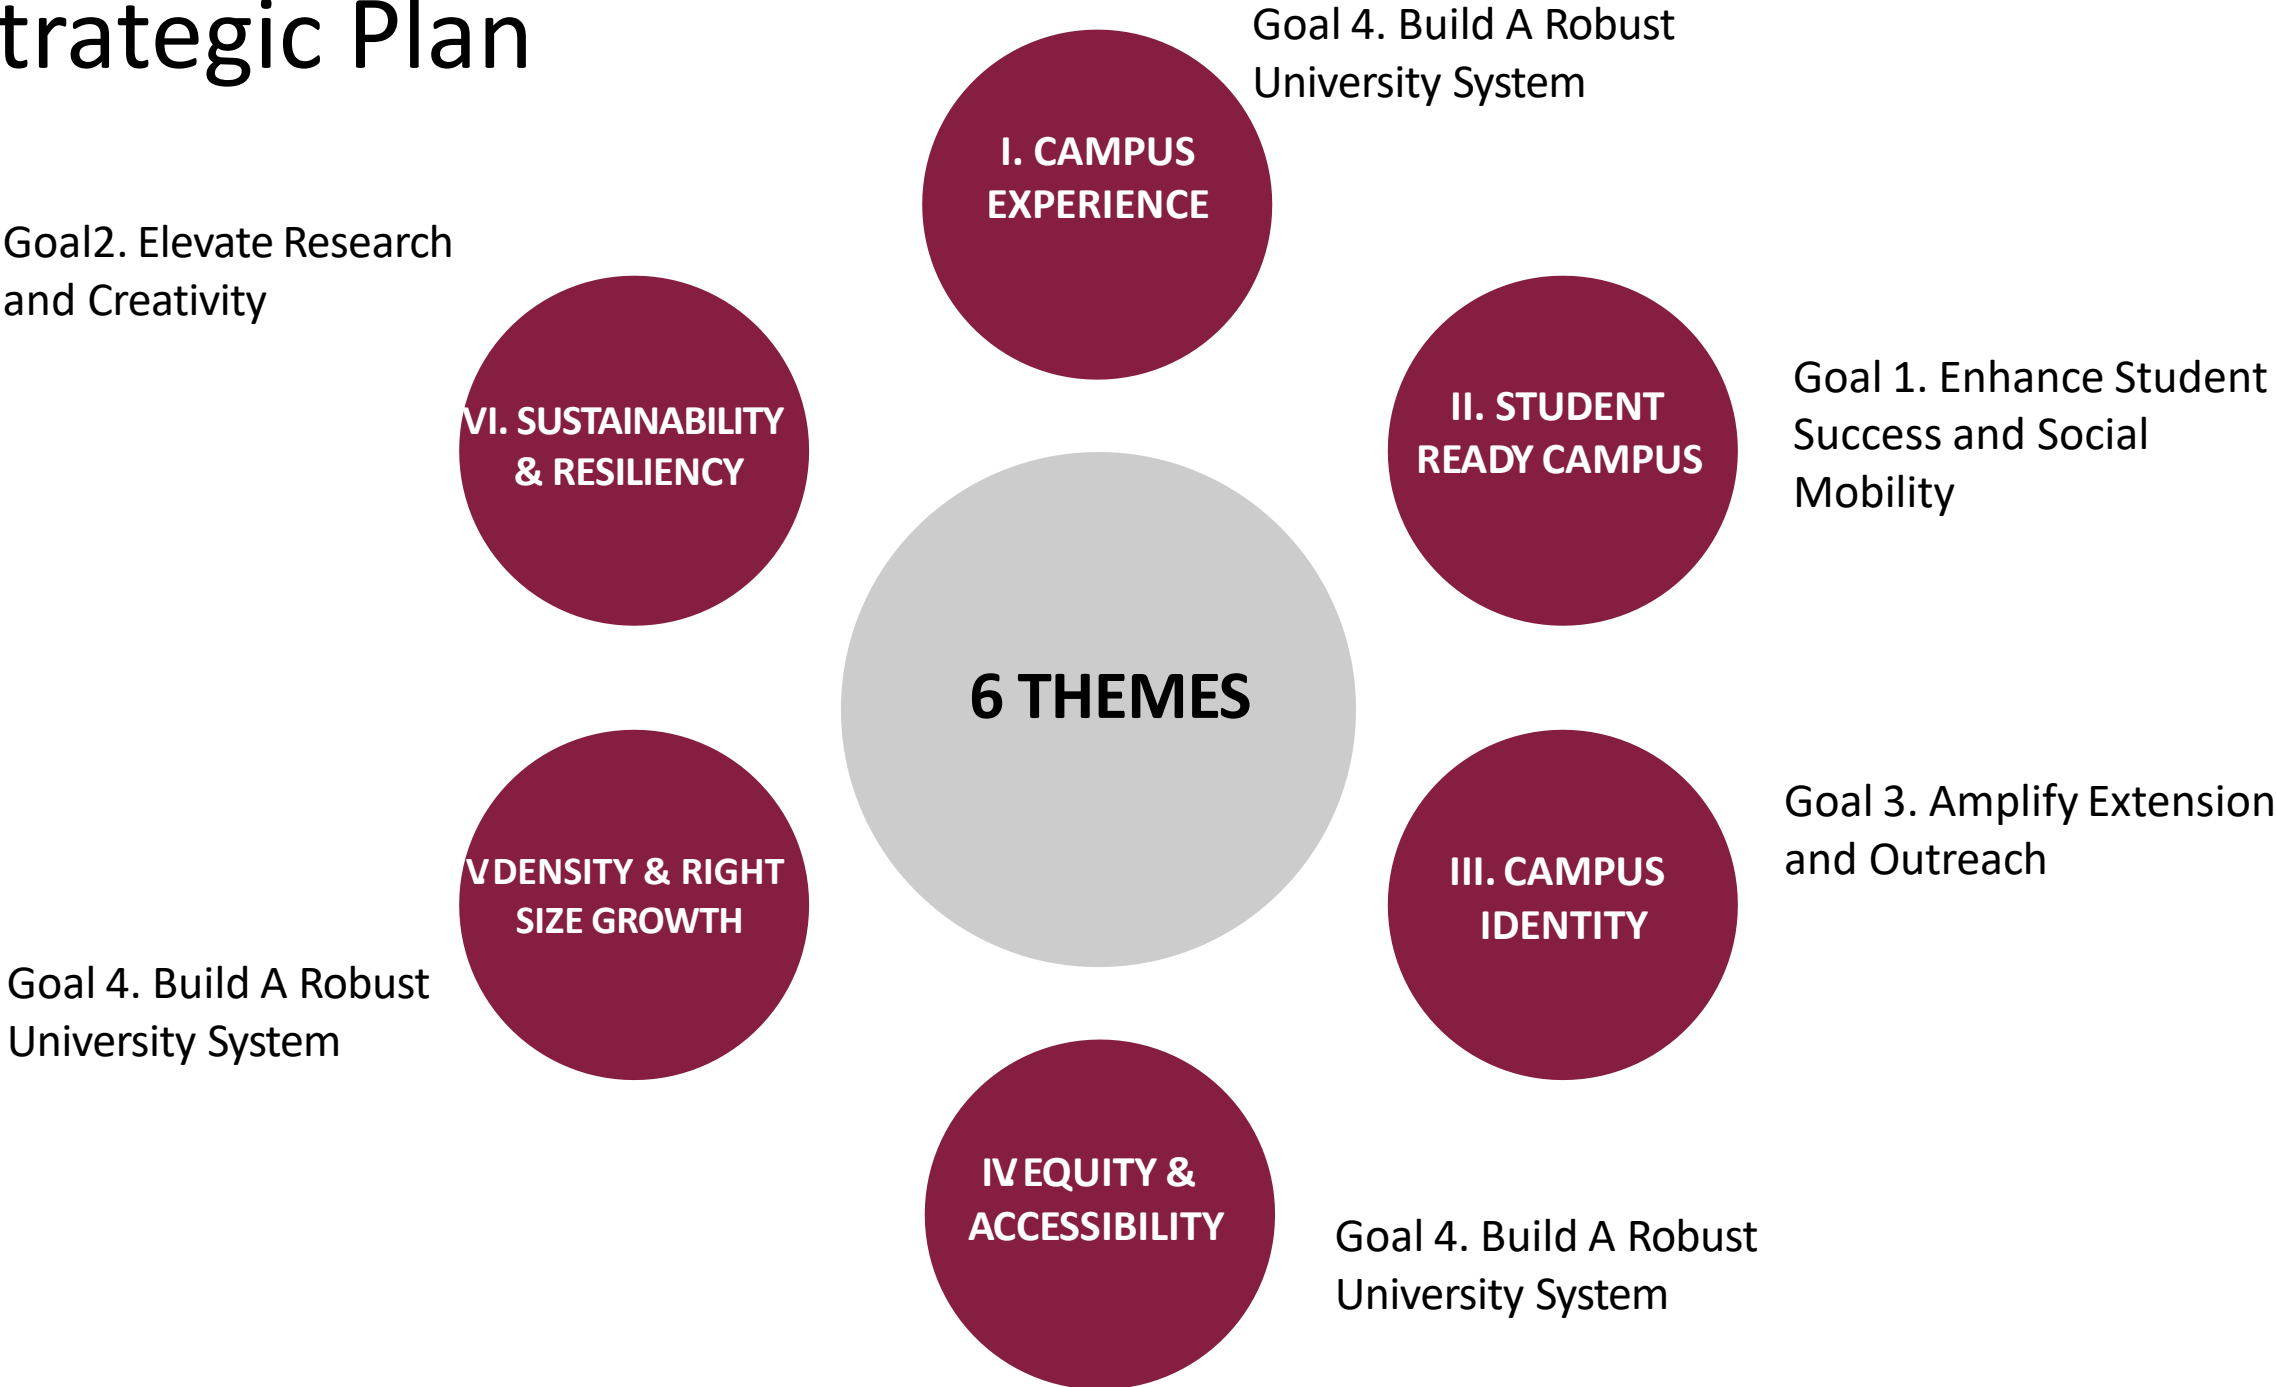 trategic Plan
Goal 4. Build A Robust
University System
I. CAMPUS
EXPERIENCE
Goal2. Elevate Research
and Creativity
VI. SUSTAINABILITY
& RESILIENCY
II. STUDENT
READY CAMPUS
Goal 1. Enhance Student
Success and Social
Mobility
6 THEMES
Goal 3. Amplify Extension
and Outreach
III. CAMPUS
IDENTITY
V. DENSITY & RIGHT
SIZE GROWTH
Goal 4. Build A Robust
University System
IV. EQUITY &
ACCESSIBILITY
Goal 4. Build A Robust
University System